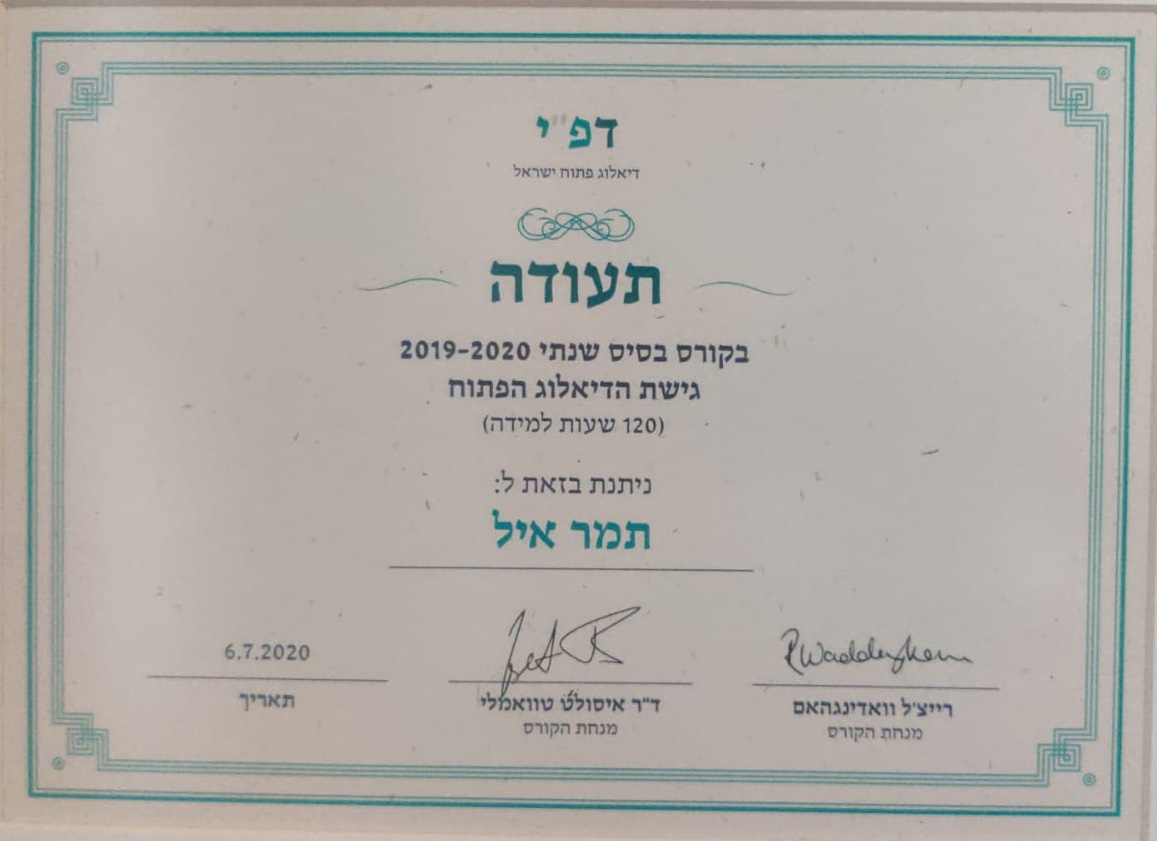 דפ"י
דיאלוג פתוח ישראל
תעודה
בקורס בסיס שנתי 2019-2020
גישת הדיאלוג הפתוח
(120 שעות למידה)
ניתנת בזאת ל:
תמר איל
6.7.2020
תאריך
ד"ר איסולט טוואמלי
מנחת הקורס
רייצ'ל וואדינגהאם
מנחת הקורס